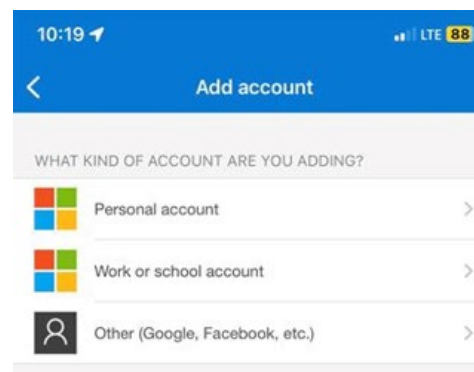 10:19 LTE 88
Add account
WHAT KIND OF ACCOUNT ARE YOU ADDING?
Personal account
Work or school account
Other (Google, Facebook, etc.)